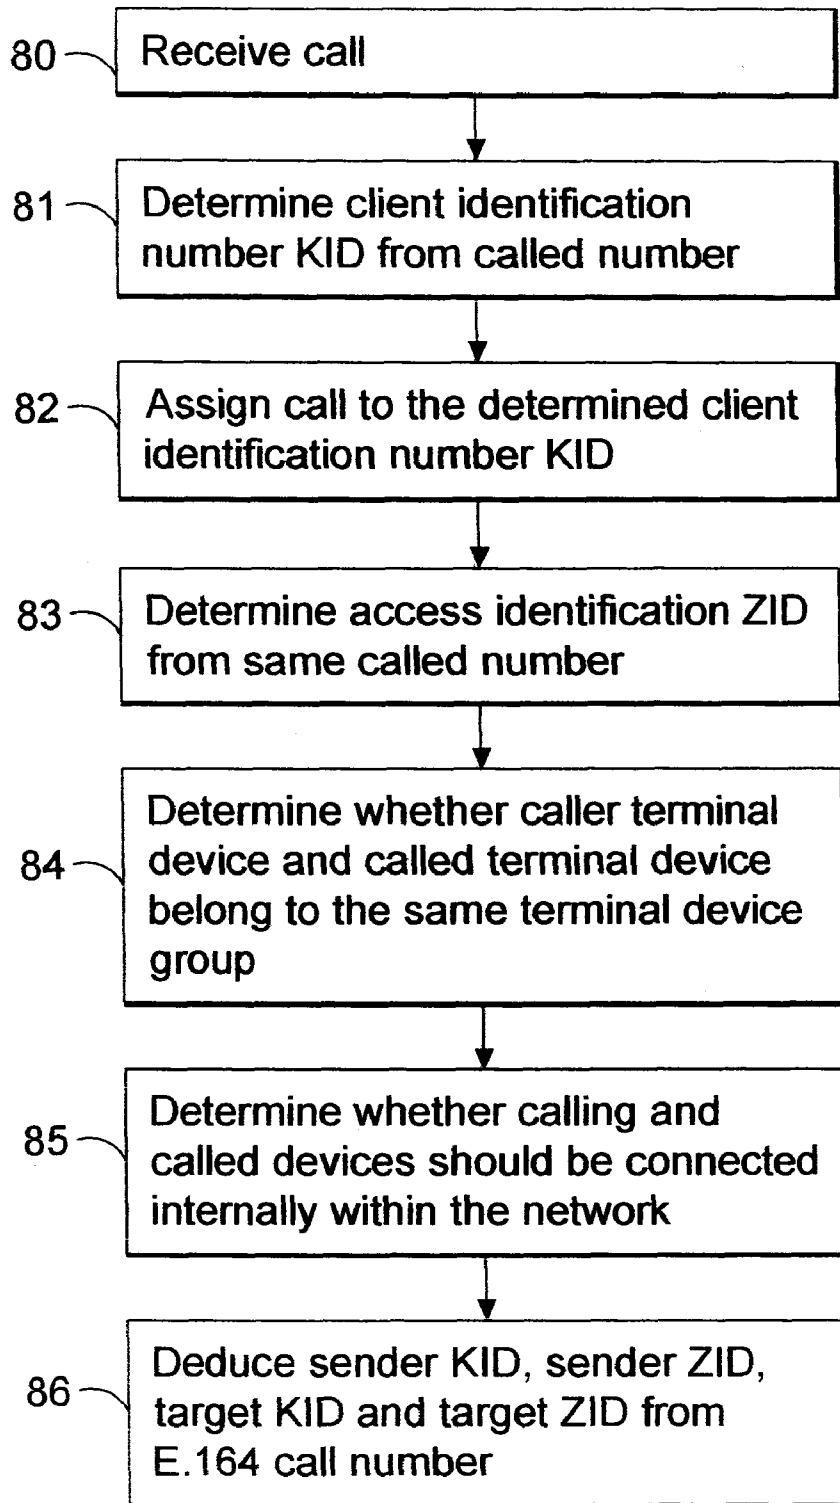 80 Receive call
81 Determine client identification
number KID from called number
82 Assign call to the determined client
identification number KID
83 Determine access identification ZID
from same called number
Determine whether caller terminal
84 device and called terminal device
belong to the same terminal device
group
Determine whether calling and
85 called devices should be connected
internally within the network
Deduce sender KID, sender ZID,
86 target KID and target ZID from
E.164 call number